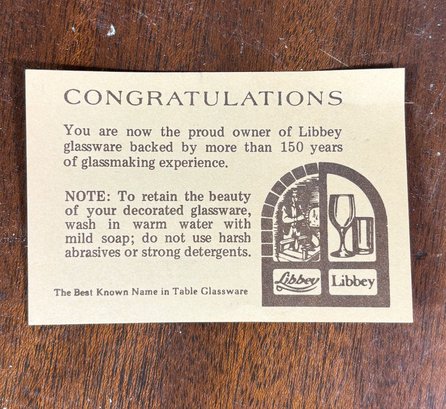 CONGRATULATIONS
You are now the proud owner of Libbey
glassware backed by more than 150 years
of glassmaking experience.
NOTE: To retain the beauty
of your decorated glassware,
wash in warm water with
mild soap; do not use harsh
abrasives or strong detergents.
The Best Known Name in Table Glassware
Libbey
Libbey